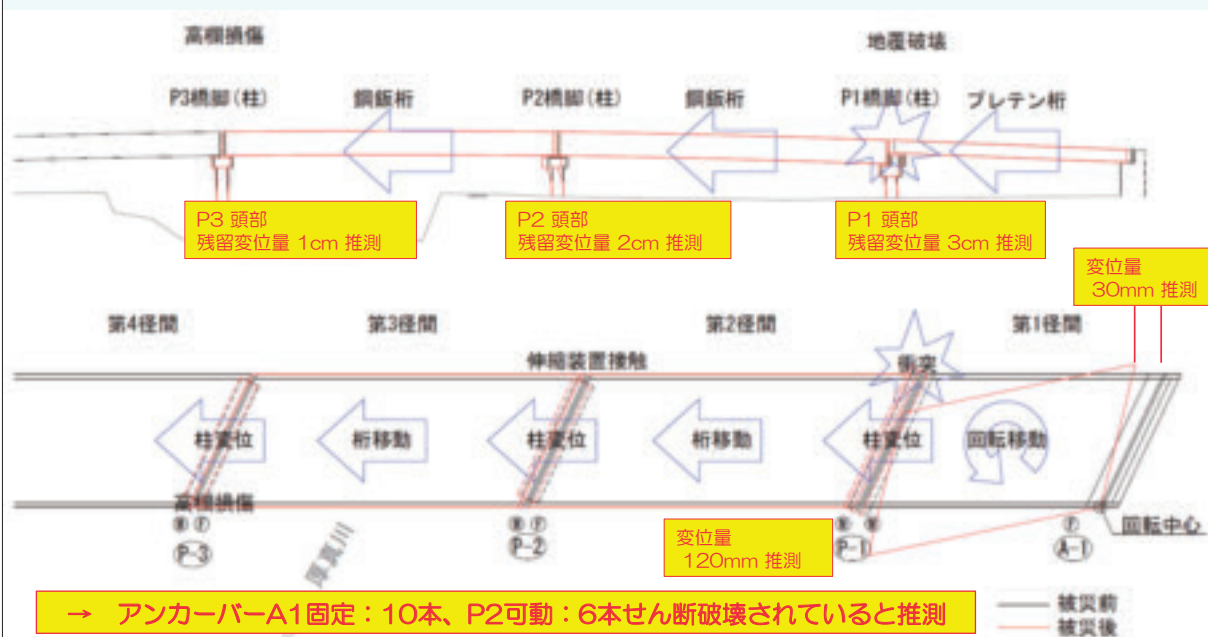 高欄損傷
地覆破壊
P3橋脚(柱)
鋼鈑桁
P2橋脚(柱)
鋼鈑桁
P1橋脚(柱)
プレテン桁
P3 頭部
残留変位量 1cm 推測
P2 頭部
残留変位量 2cm 推測
P1 頭部
残留変位量 3cm 推測
変位量
30mm 推測
第4径間
第3径間
第2径間
第1径間
伸縮装置接触
衝突
柱変位
桁移動
柱変位
桁移動
柱変位
回転移動
高欄損傷
M F
M F
M M
F
P-3
P-2
P-1
A-1
回転中心
厚真川
変位量
120mm 推測
→ アンカーバーA1固定:10本、P2可動:6本せん断破壊されていると推測
被災前
被災後